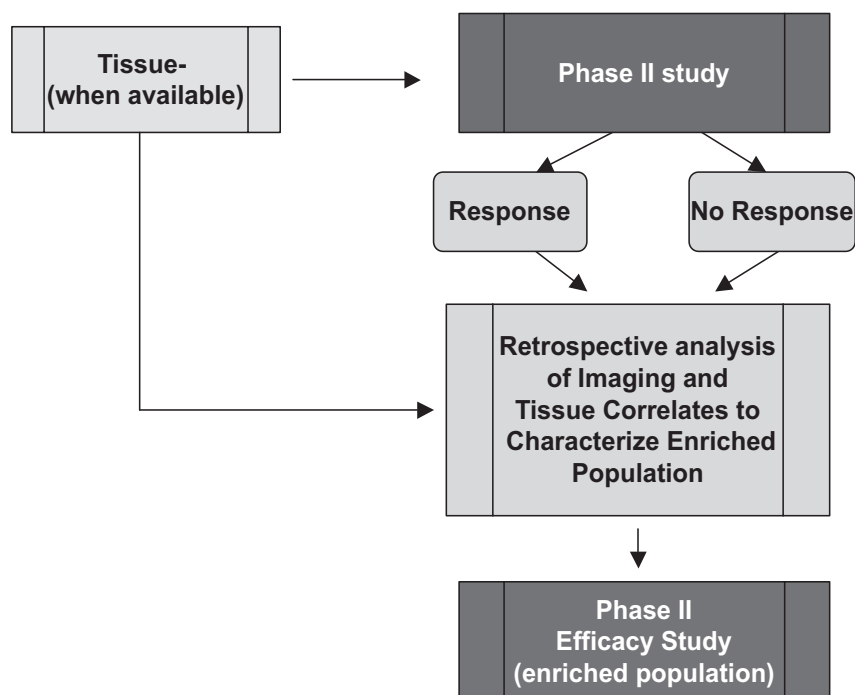 Tissue-
(when available)
Phase II study
Response
No Response
Retrospective analysis
of Imaging and
Tissue Correlates to
Characterize Enriched
Population
Phase II
Efficacy Study
(enriched population)